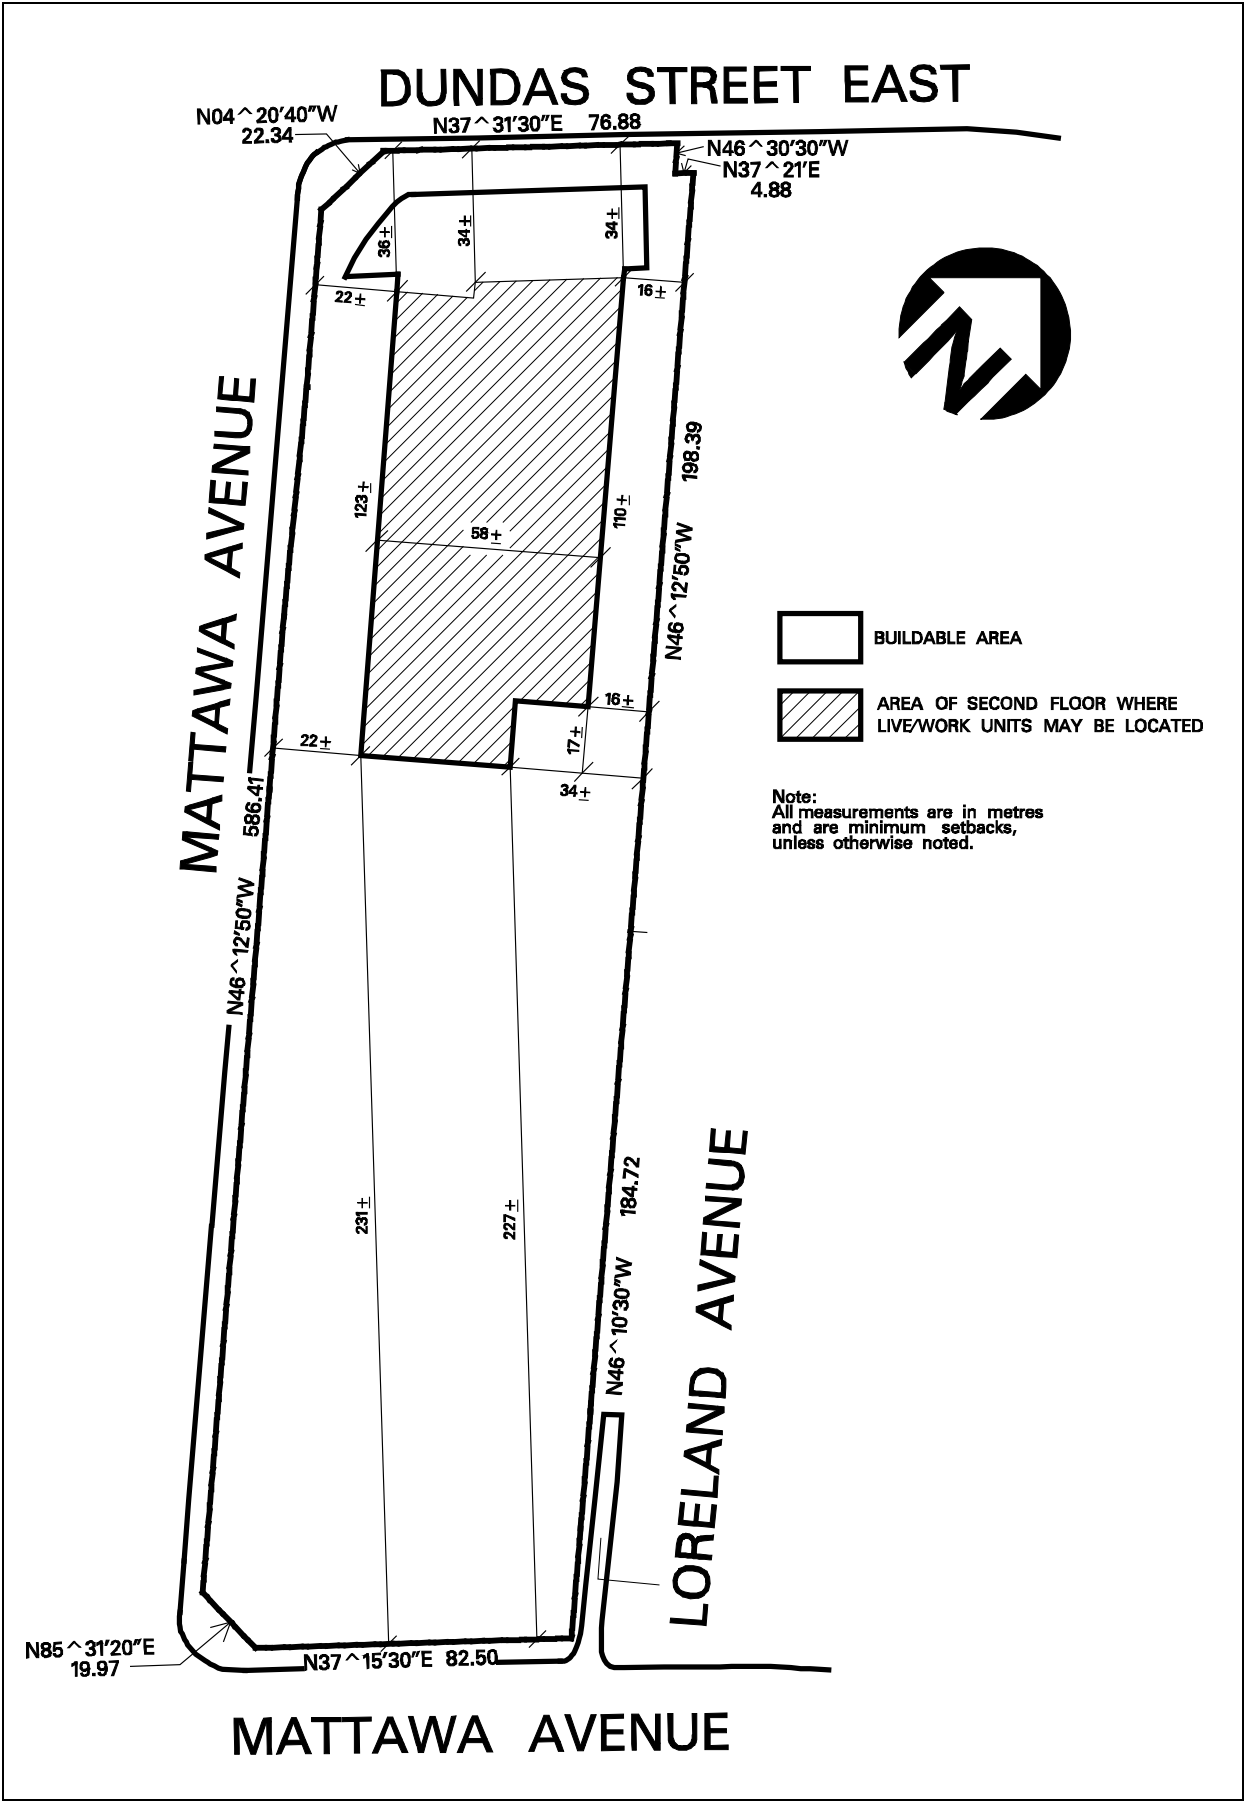 DUNDAS STREET EAST
N04^20'40"W
22.34
N37^31'30"E 76.88
N46^30'30"W
N37^21'E
4.88
36±
34±
34±
22±
16±
N
MATTAWA AVENUE
198.39
N46^12'50"W
123±
110±
58±
BUILDABLE AREA
AREA OF SECOND FLOOR WHERE
LIVE/WORK UNITS MAY BE LOCATED
16±
17±
22±
34±
Note:
All measurements are in metres
and are minimum setbacks,
unless otherwise noted.
586.41
N46^12'50"W
231±
227±
184.72
N46^10'30"W
LORELAND AVENUE
N85^31'20"E
19.97
N37^15'30"E 82.50
MATTAWA AVENUE